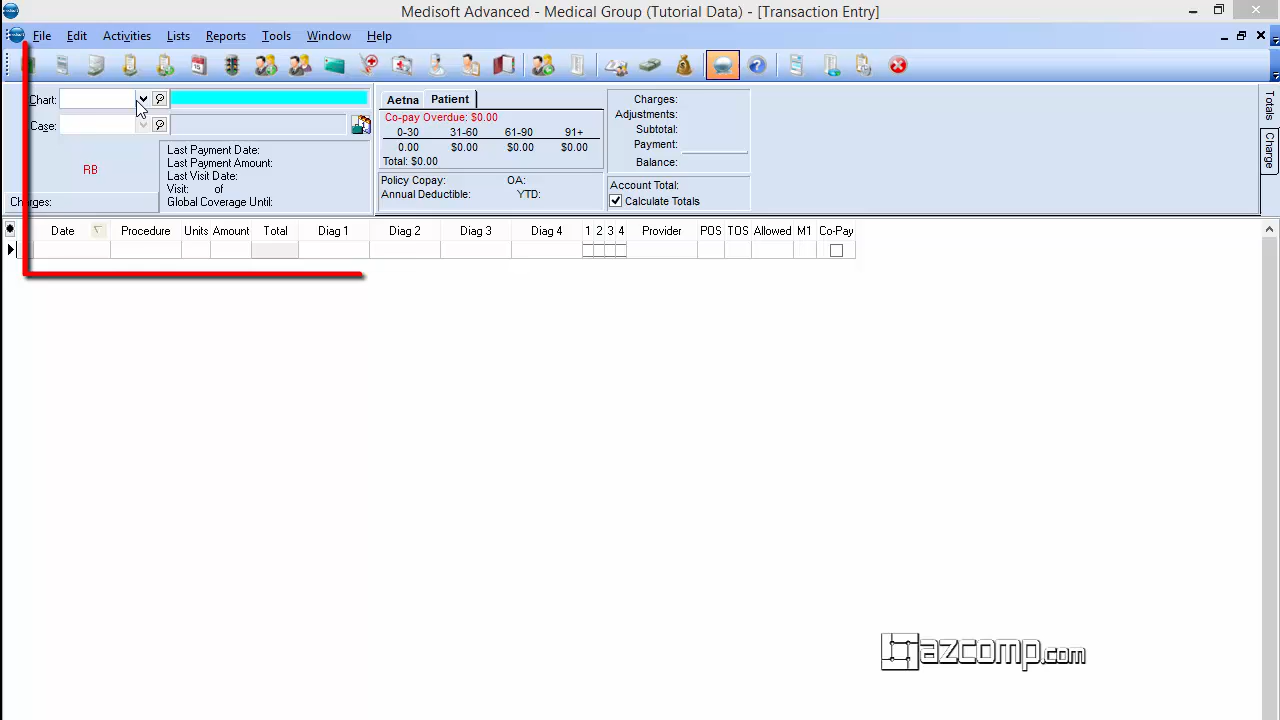 Medisoft Advanced - Medical Group (Tutorial Data) - [Transaction Entry]
File Edit Activities Lists Reports Tools Window Help
Chart:
Case:
RB
Charges:
Last Payment Date:
Last Payment Amount:
Last Visit Date:
Visit: of
Global Coverage Until:
Aetna Patient
Co-pay Overdue: $0.00
0-30 31-60 61-90 91+
0.00 $0.00 $0.00 $0.00
Total: $0.00
Policy Copay: OA:
Annual Deductible: YTD:
Charges:
Adjustments:
Subtotal:
Payment:
Balance:
Account Total:
Calculate Totals
Totals
Charge
Date Procedure Units Amount Total Diag 1 Diag 2 Diag 3 Diag 4 1 2 3 4 Provider POS TOS Allowed M1 Co-Pay
azcomp.com